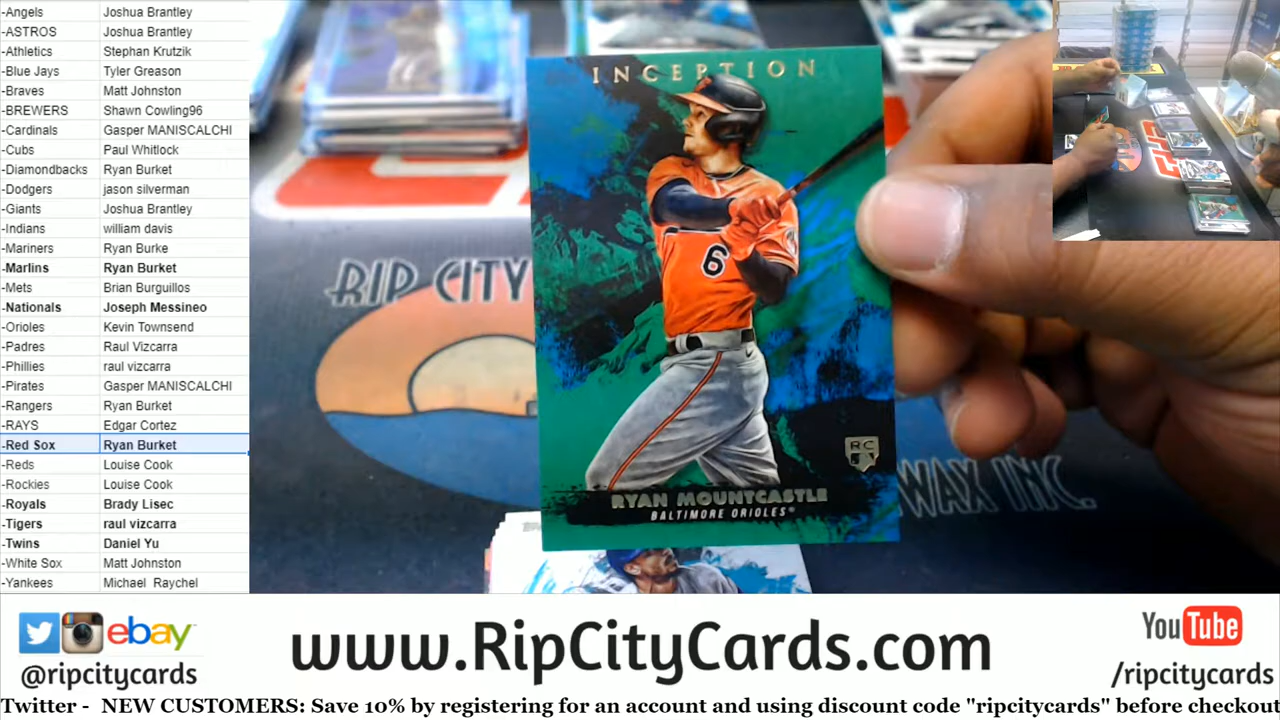 -Angels Joshua Brantley
-ASTROS Joshua Brantley
-Athletics Stephan Krutzik
-Blue Jays Tyler Greason
-Braves Matt Johnston
-BREWERS Shawn Cowling96
-Cardinals Gasper MANISCALCHI
-Cubs Paul Whitlock
-Diamondbacks Ryan Burket
-Dodgers jason silverman
-Giants Joshua Brantley
-Indians william davis
-Mariners Ryan Burke
-Marlins Ryan Burket
-Mets Brian Burguillos
-Nationals Joseph Messineo
-Orioles Kevin Townsend
-Padres Raul Vizcarra
-Phillies raul vizcarra
-Pirates Gasper MANISCALCHI
-Rangers Ryan Burket
-RAYS Edgar Cortez
-Red Sox Ryan Burket
-Reds Louise Cook
-Rockies Louise Cook
-Royals Brady Lisec
-Tigers raul vizcarra
-Twins Daniel Yu
-White Sox Matt Johnston
-Yankees Michael Raychel
INCEPTION
6
RC
RYAN MOUNTCASTLE
BALTIMORE ORIOLES
RIP CITY
WAX INC.
ebay
@ripcitycards
www.RipCityCards.com
YouTube
/ripcitycards
Twitter - NEW CUSTOMERS: Save 10% by registering for an account and using discount code "ripcitycards" before checkout